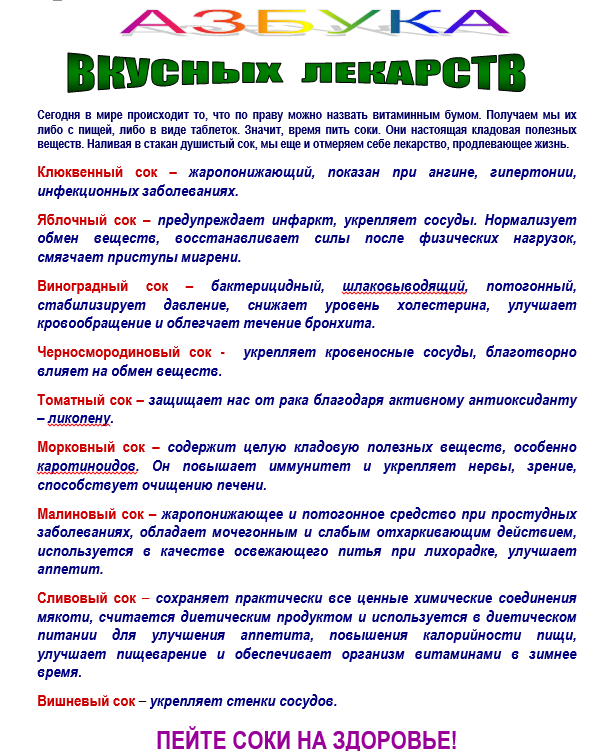 АЗБУКА
ВКУСНЫХ ЛЕКАРСТВ
Сегодня в мире происходит то, что по праву можно назвать витаминным бумом. Получаем мы их
либо с пищей, либо в виде таблеток. Значит, время пить соки. Они настоящая кладовая полезных
веществ. Наливая в стакан душистый сок, мы еще и отмеряем себе лекарство, продлевающее жизнь.
Клюквенный сок – жаропонижающий, показан при ангине, гипертонии,
инфекционных заболеваниях.
Яблочный сок – предупреждает инфаркт, укрепляет сосуды. Нормализует
обмен веществ, восстанавливает силы после физических нагрузок,
смягчает приступы мигрени.
Виноградный сок – бактерицидный, шлаковыводящий, потогонный,
стабилизирует давление, снижает уровень холестерина, улучшает
кровообращение и облегчает течение бронхита.
Черносмородиновый сок - укрепляет кровеносные сосуды, благотворно
влияет на обмен веществ.
Томатный сок – защищает нас от рака благодаря активному антиоксиданту
– ликопену.
Морковный сок – содержит целую кладовую полезных веществ, особенно
каротиноидов. Он повышает иммунитет и укрепляет нервы, зрение,
способствует очищению печени.
Малиновый сок – жаропонижающее и потогонное средство при простудных
заболеваниях, обладает мочегонным и слабым отхаркивающим действием,
используется в качестве освежающего питья при лихорадке, улучшает
аппетит.
Сливовый сок – сохраняет практически все ценные химические соединения
мякоти, считается диетическим продуктом и используется в диетическом
питании для улучшения аппетита, повышения калорийности пищи,
улучшает пищеварение и обеспечивает организм витаминами в зимнее
время.
Вишневый сок – укрепляет стенки сосудов.
ПЕЙТЕ СОКИ НА ЗДОРОВЬЕ!